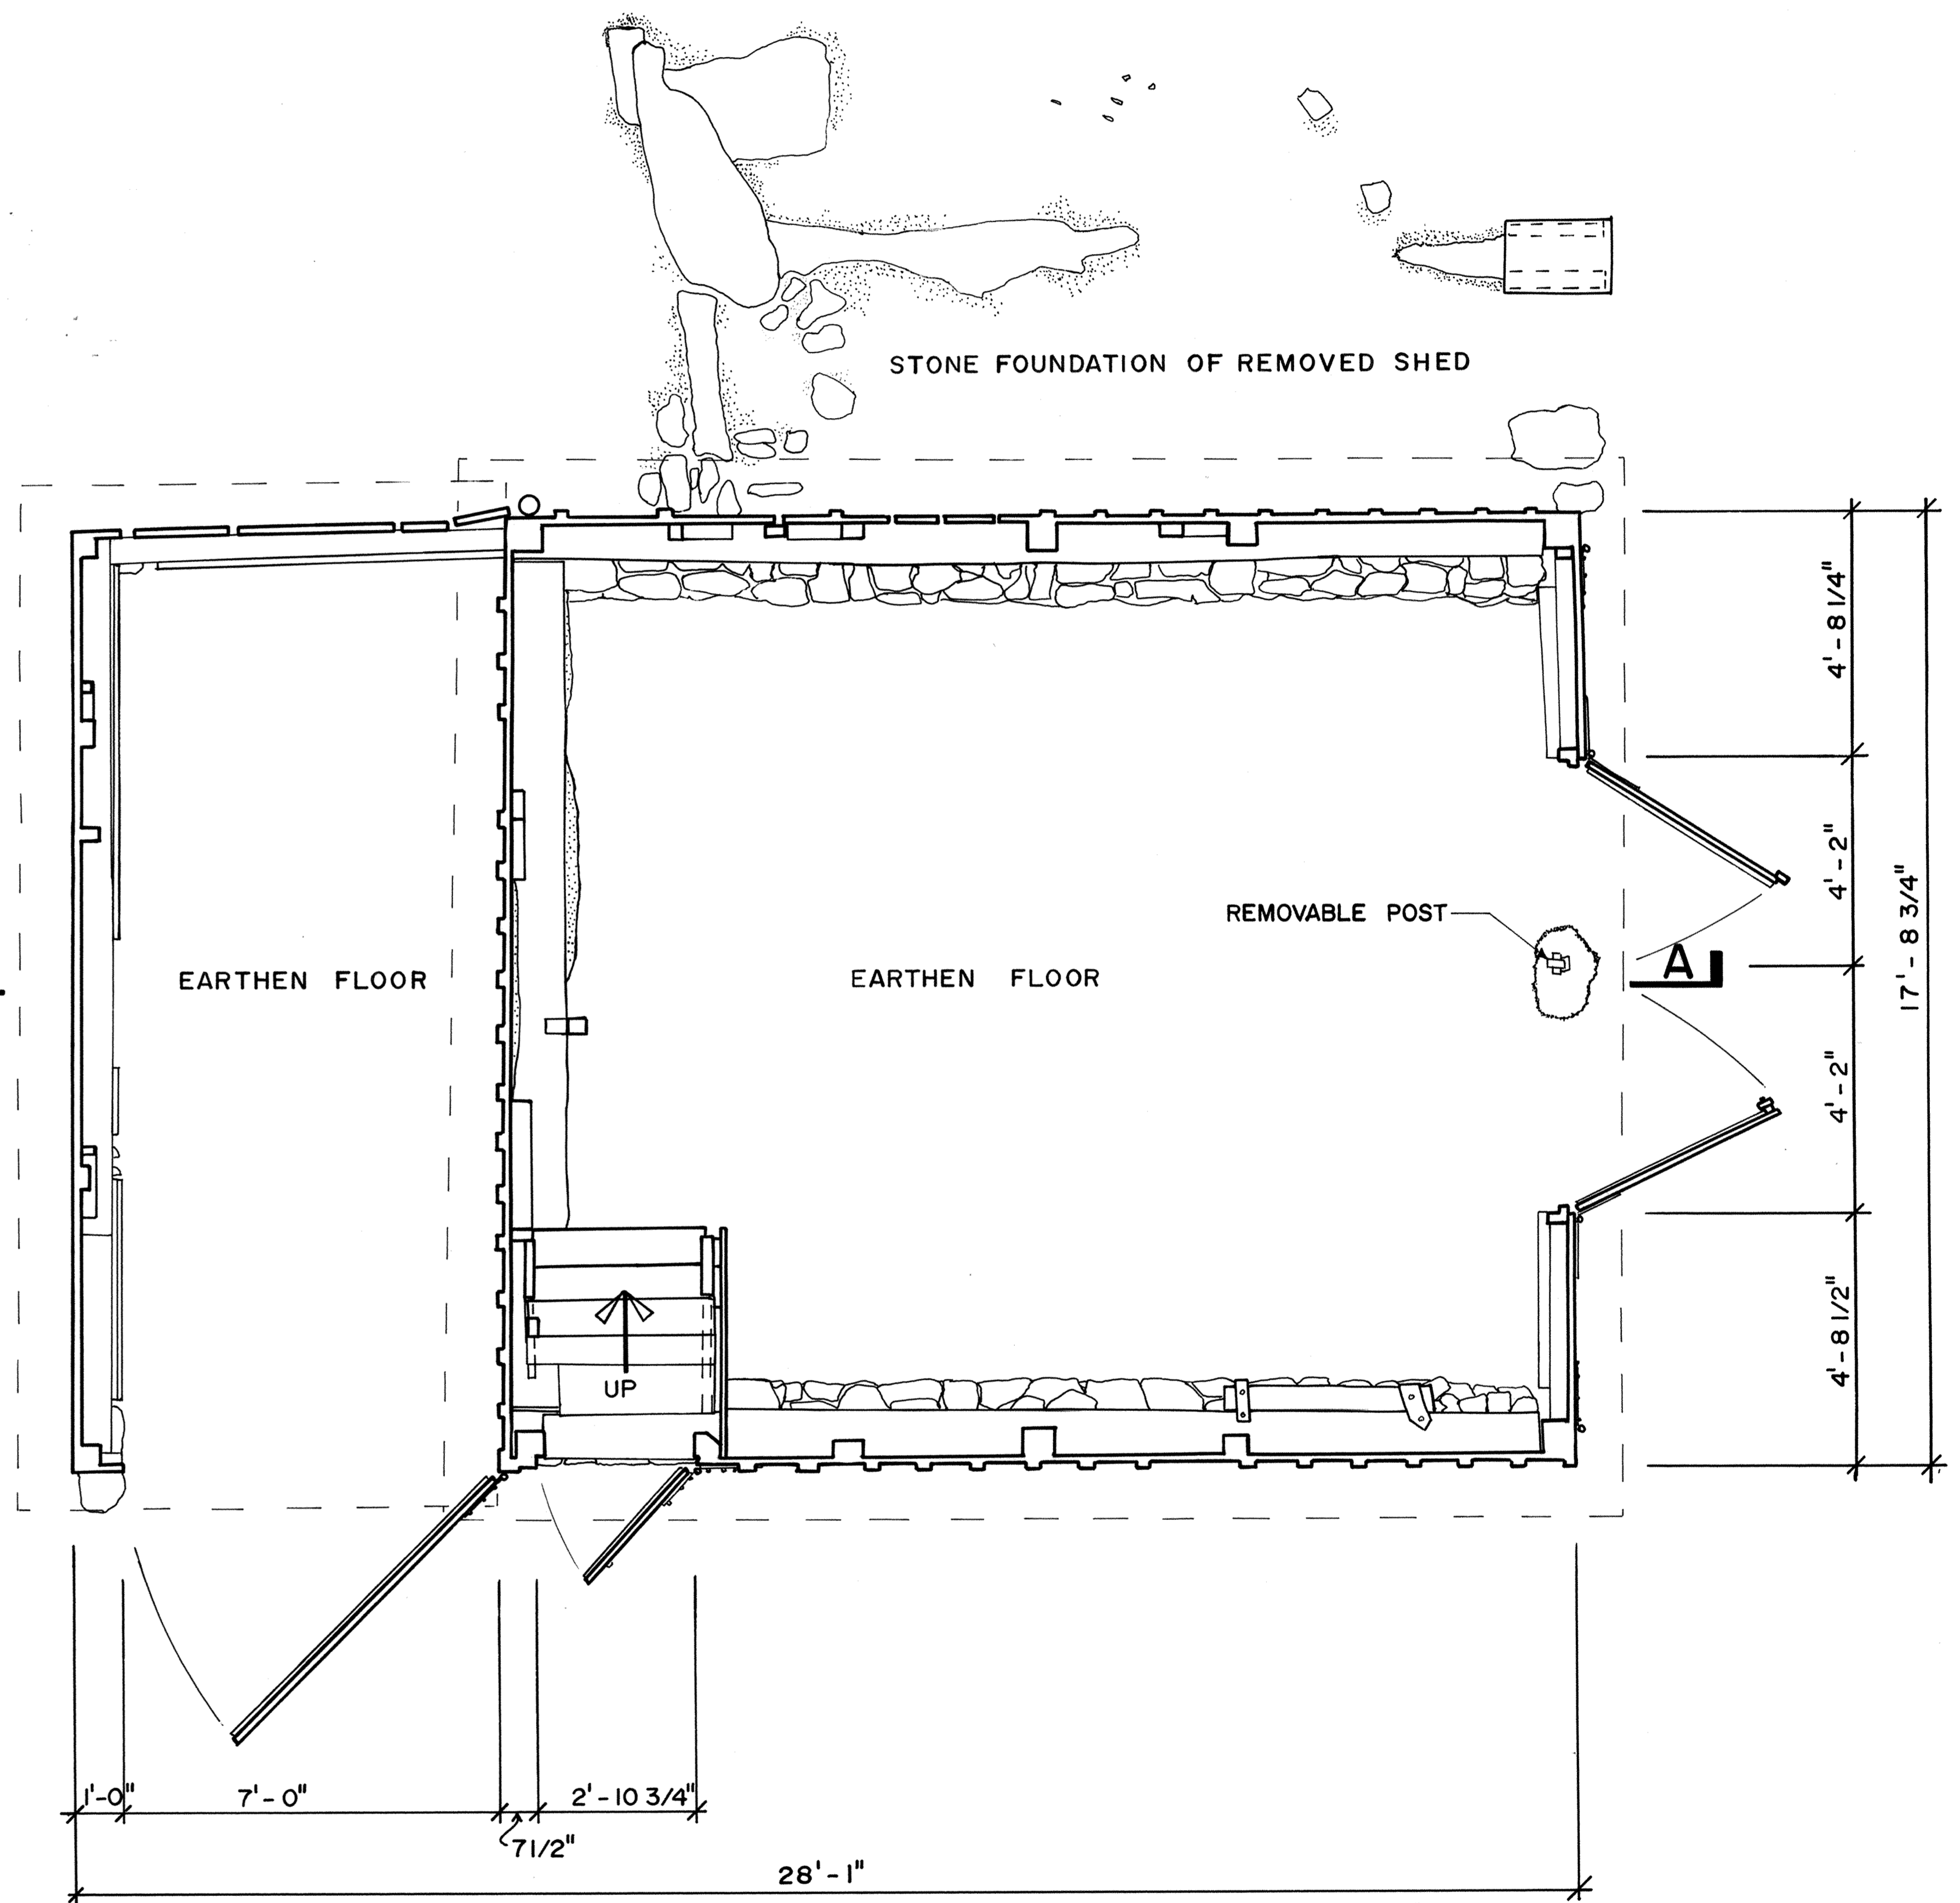 STONE FOUNDATION OF REMOVED SHED
4'-8 1/4"
4'-2"
17'-8 3/4"
REMOVABLE POST
A
EARTHEN FLOOR
EARTHEN FLOOR
4'-2"
4'-8 1/2"
UP
1'-0"
7'-0"
2'-10 3/4"
7 1/2"
28'-1"